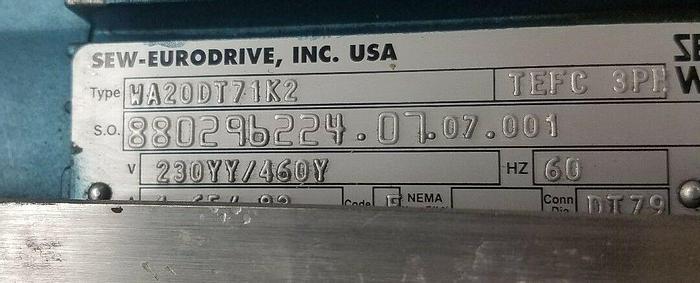 SEW-EURODRIVE, INC. USA SE
Type WA20DT71K2 TEFC 3PH W
S.O. 880296224.07.07.001
V 230YY/460Y HZ 60
A Code NEMA Conn DT79